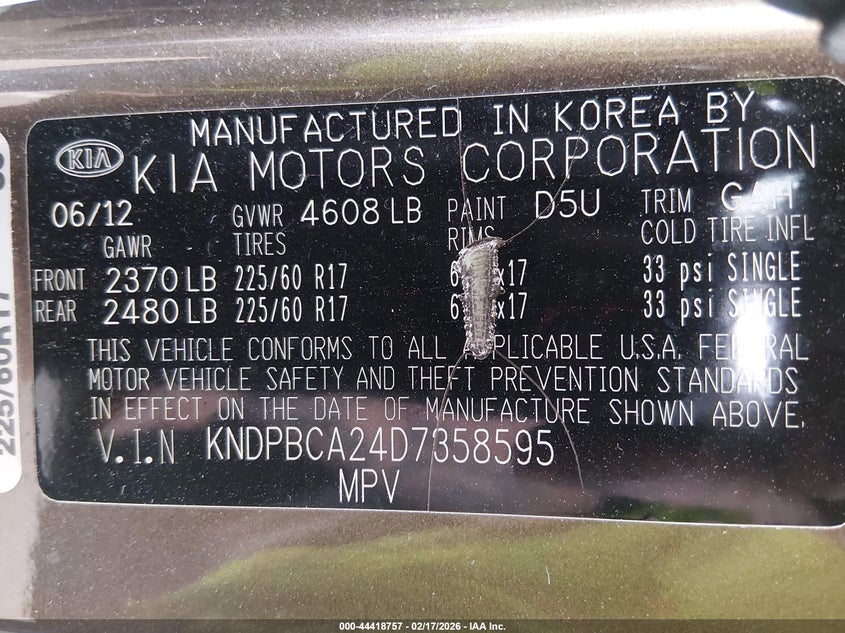 MANUFACTURED IN KOREA BY
KIA
KIA MOTORS CORPORATION
06/12 GVWR 4608 LB PAINT D5U TRIM GAH
GAWR TIRES RIMS COLD TIRE INFL
FRONT 2370 LB 225/60 R17 x17 33 psi SINGLE
REAR 2480 LB 225/60 R17 x17 33 psi SINGLE
THIS VEHICLE CONFORMS TO ALL APPLICABLE U.S.A. FEDERAL
MOTOR VEHICLE SAFETY AND THEFT PREVENTION STANDARDS
IN EFFECT ON THE DATE OF MANUFACTURE SHOWN ABOVE.
V.I.N KNDPBCA24D7358595
MPV
225/60R17
000-44418757 - 02/17/2026 - IAA Inc.